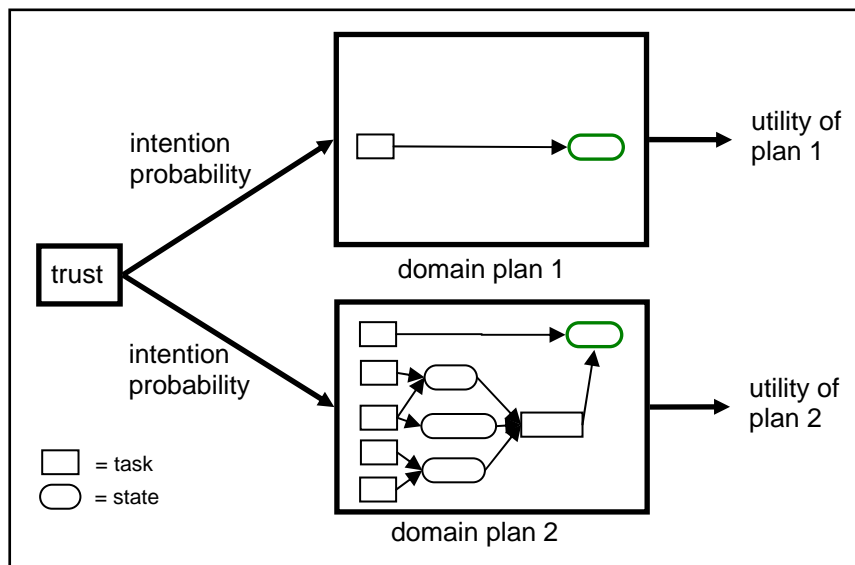 intention
probability
utility of
plan 1
trust
domain plan 1
intention
probability
utility of
plan 2
= task
= state
domain plan 2